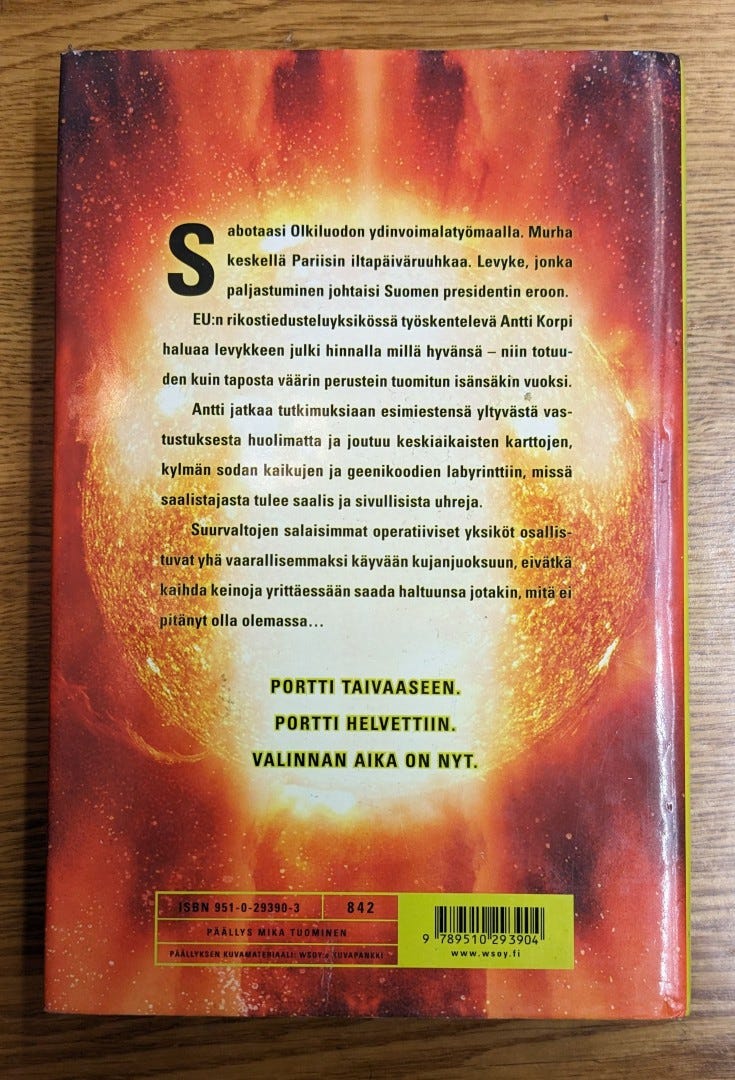 Sabotaasi Olkiluodon ydinvoimalatyömaalla. Murha
keskellä Pariisin iltapäiväruuhkaa. Levyke, jonka
paljastuminen johtaisi Suomen presidentin eroon.
EU:n rikostiedusteluyksikössä työskentelevä Antti Korpi
haluaa levykkeen julki hinnalla millä hyvänsä – niin totuu-
den kuin taposta väärin perustein tuomitun isänsäkin vuoksi.
Antti jatkaa tutkimuksiaan esimiestensä yltyvästä vas-
tustuksesta huolimatta ja joutuu keskiaikaisten karttojen,
kylmän sodan kaikujen ja geenikoodien labyrinttiin, missä
saalistajasta tulee saalis ja sivullisista uhreja.
Suurvaltojen salaisimmat operatiiviset yksiköt osallis-
tuvat yhä vaarallisemmaksi käyvään kujanjuoksuun, eivätkä
kaihda keinoja yrittäessään saada haltuunsa jotakin, mitä ei
pitänyt olla olemassa...
PORTTI TAIVAASEEN.
PORTTI HELVETTIIN.
VALINNAN AIKA ON NYT.
ISBN 951-0-29390-3 842
PÄÄLLYS MIKA TUOMINEN
PÄÄLLYKSEN KUVAMATERIAALI: WSOY:n KUVAPANKKI
9 789510 293904
www.wsoy.fi